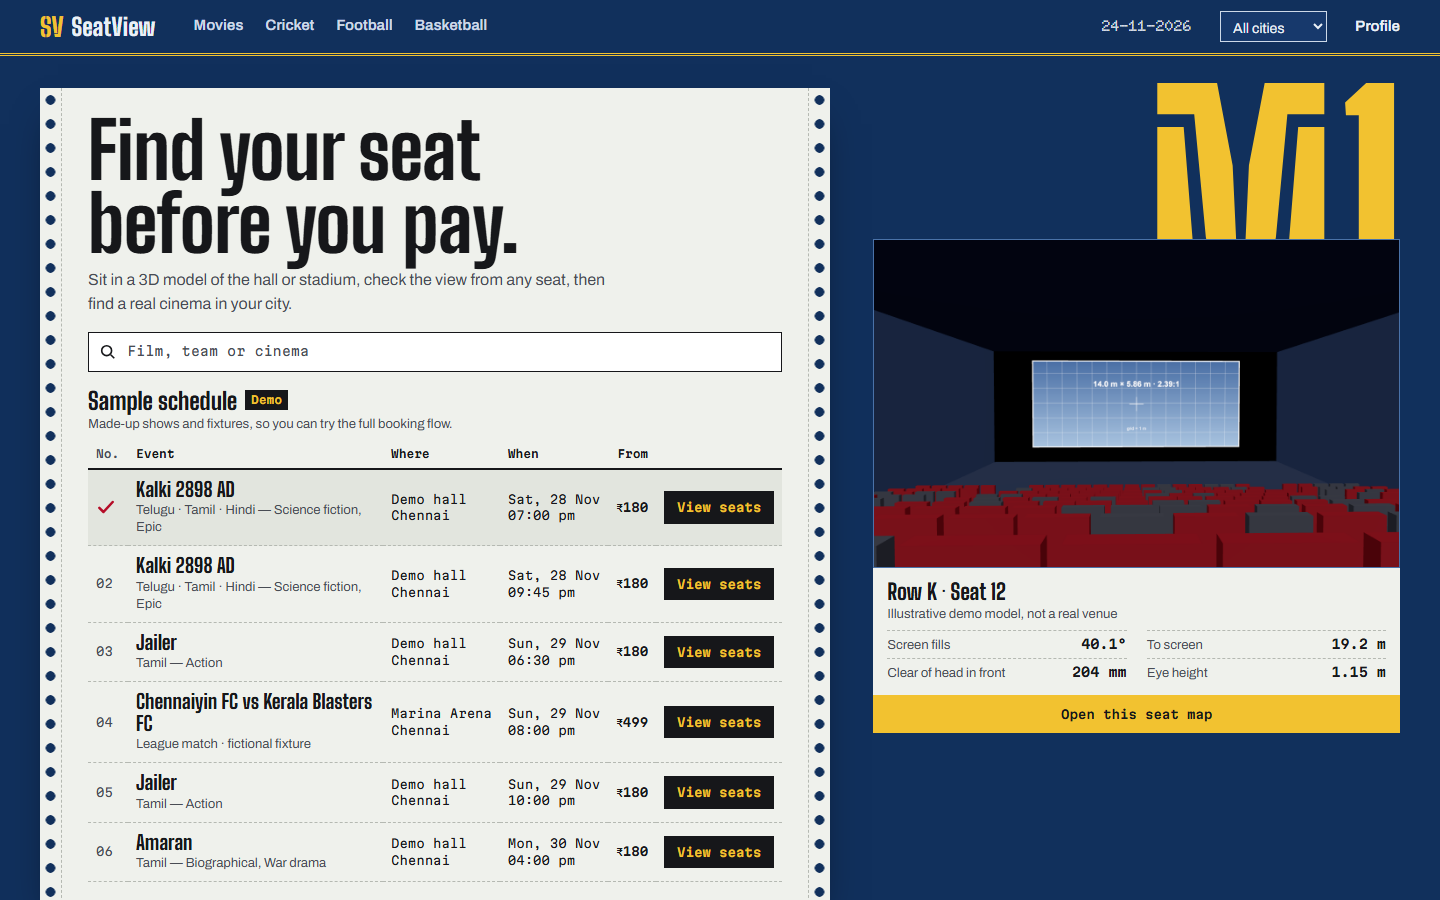 SV SeatView
Movies Cricket Football Basketball
24-11-2026
All cities
Profile
Find your seat
before you pay.
Sit in a 3D model of the hall or stadium, check the view from any seat, then
find a real cinema in your city.
Film, team or cinema
Sample schedule Demo
Made-up shows and fixtures, so you can try the full booking flow.
No. Event Where When From
Kalki 2898 AD
Telugu · Tamil · Hindi — Science fiction,
Epic
Demo hall
Chennai
Sat, 28 Nov
07:00 pm
₹180
View seats
02
Kalki 2898 AD
Telugu · Tamil · Hindi — Science fiction,
Epic
Demo hall
Chennai
Sat, 28 Nov
09:45 pm
₹180
View seats
03
Jailer
Tamil — Action
Demo hall
Chennai
Sun, 29 Nov
06:30 pm
₹180
View seats
04
Chennaiyin FC vs Kerala Blasters
FC
League match · fictional fixture
Marina Arena
Chennai
Sun, 29 Nov
08:00 pm
₹499
View seats
05
Jailer
Tamil — Action
Demo hall
Chennai
Sun, 29 Nov
10:00 pm
₹180
View seats
06
Amaran
Tamil — Biographical, War drama
Demo hall
Chennai
Mon, 30 Nov
04:00 pm
₹180
View seats
M1
14.0 m × 5.86 m · 2.39:1
Row K · Seat 12
Illustrative demo model, not a real venue
Screen fills 40.1°
To screen 19.2 m
Clear of head in front 204 mm
Eye height 1.15 m
Open this seat map